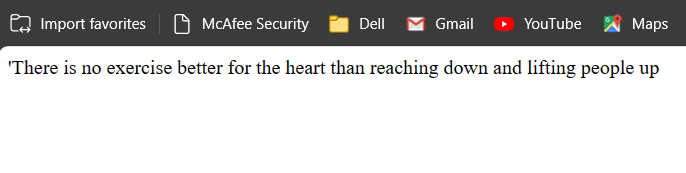 Import favorites McAfee Security Dell Gmail YouTube Maps
'There is no exercise better for the heart than reaching down and lifting people up